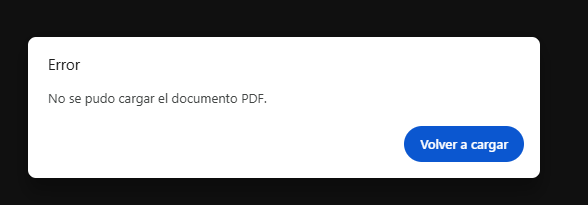 Error
No se pudo cargar el documento PDF.
Volver a cargar